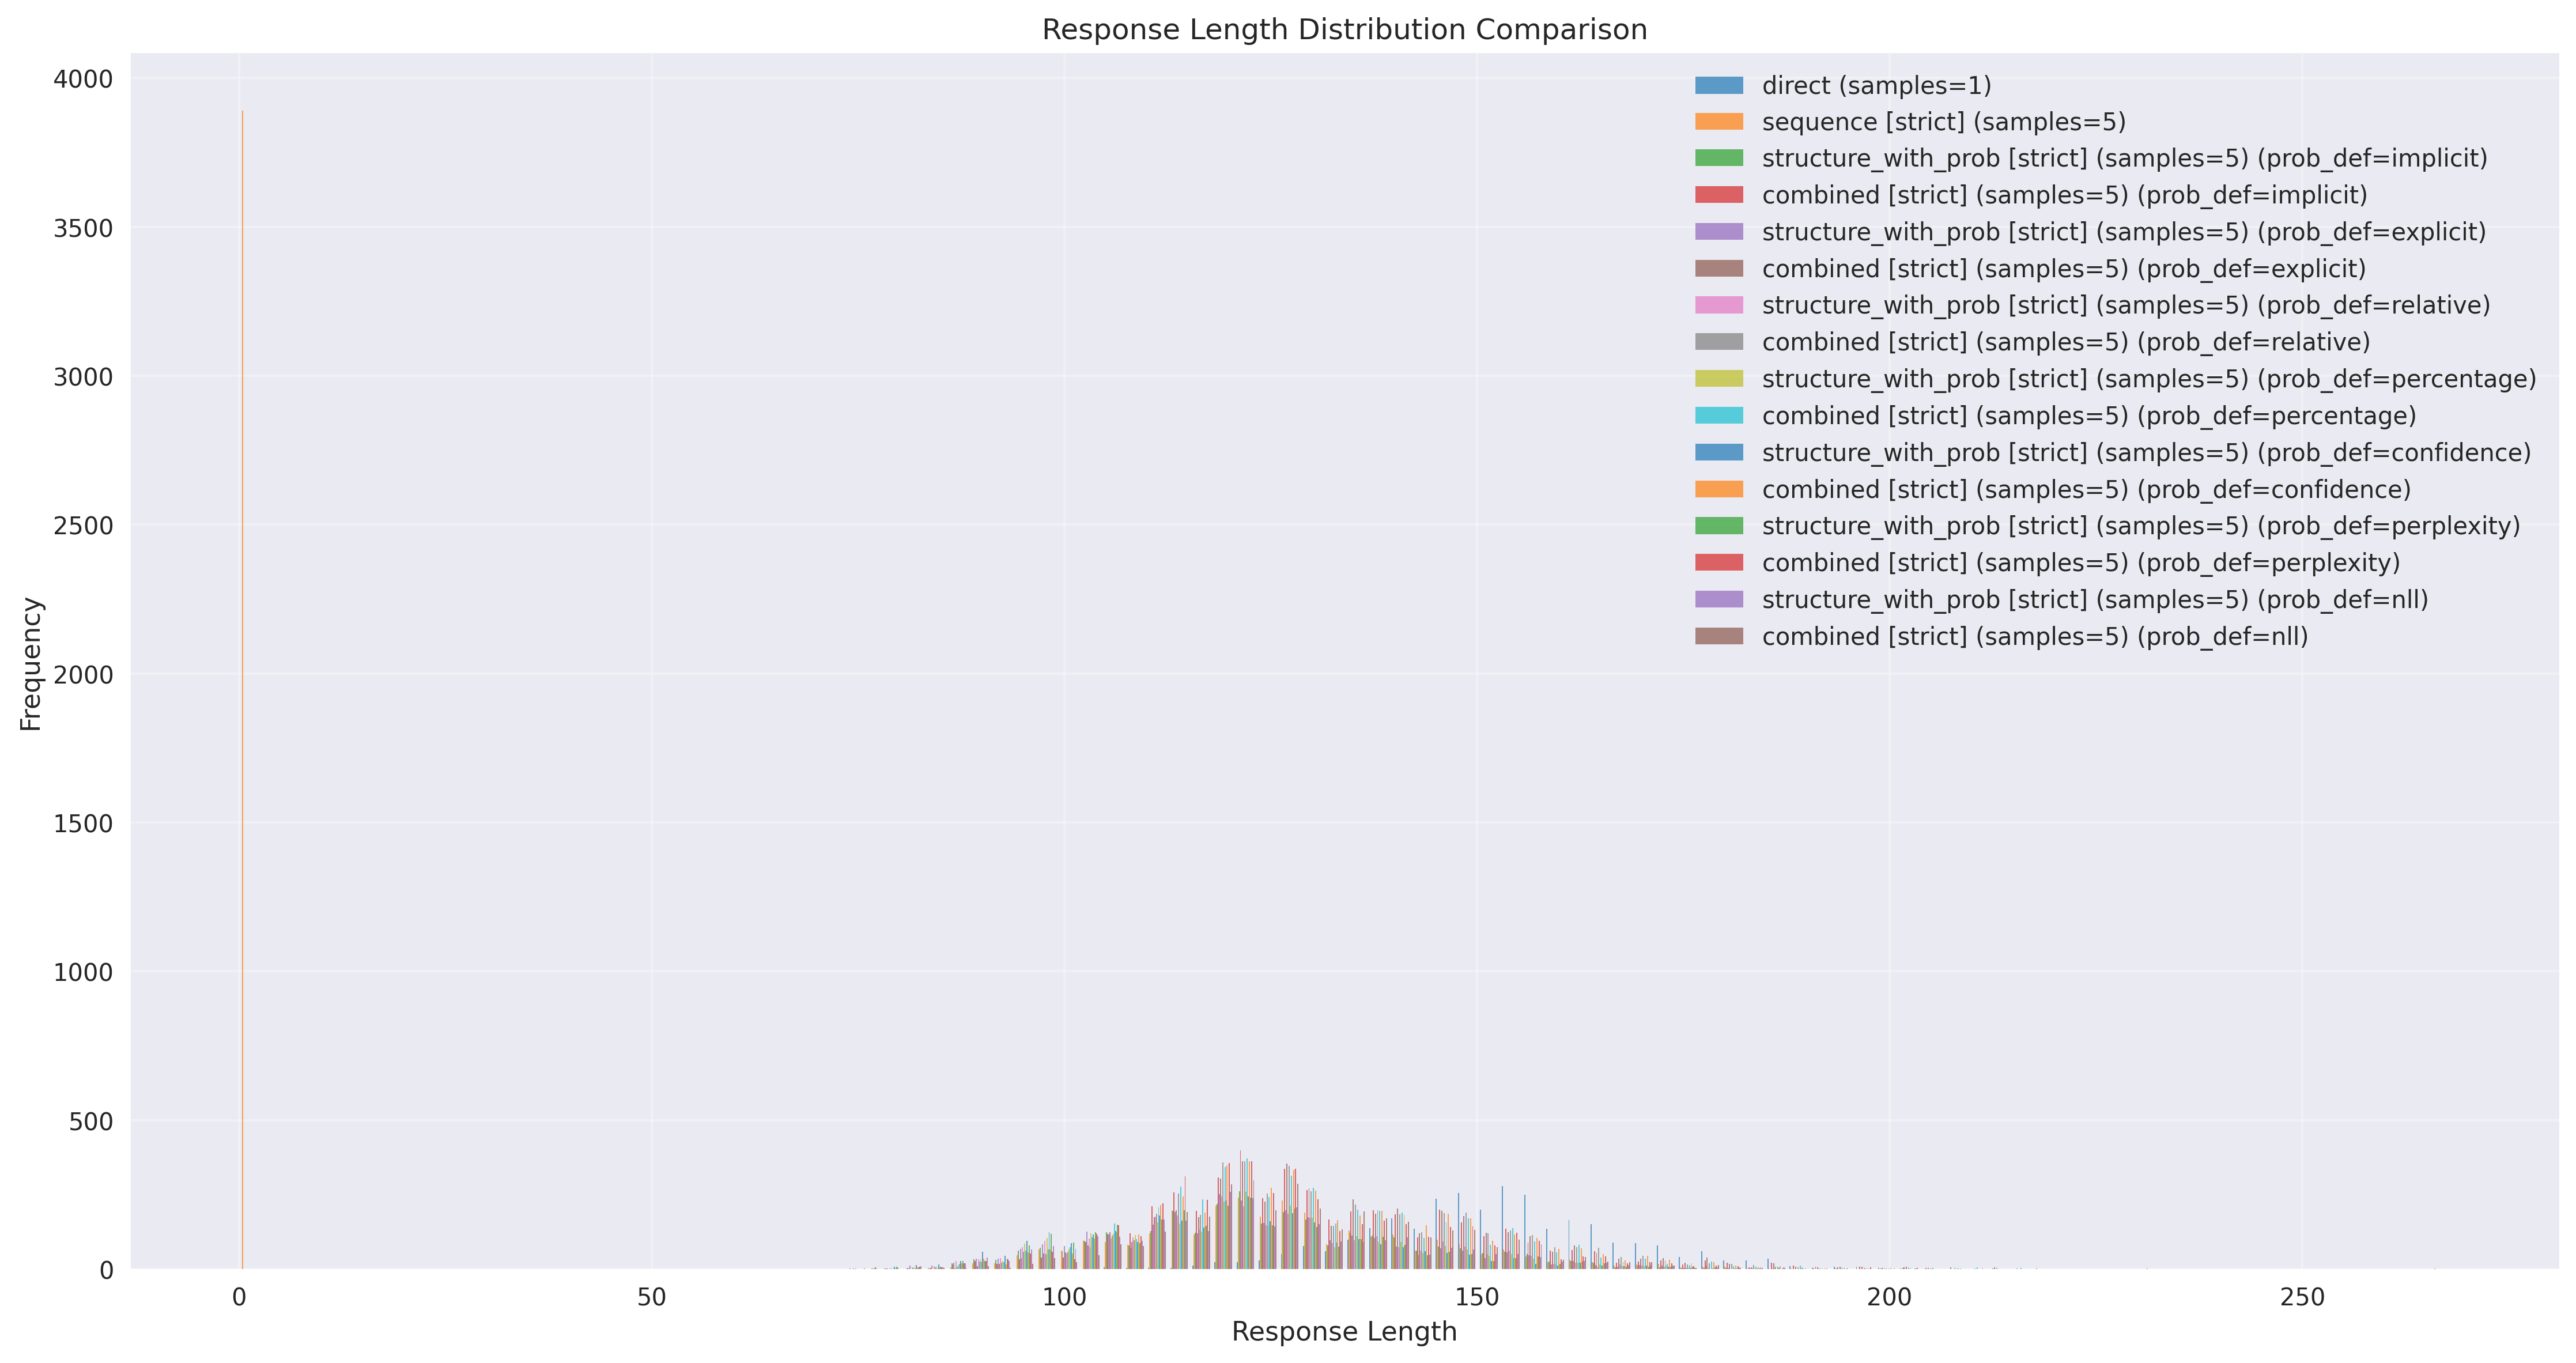 Response Length Distribution Comparison
4000
3500
3000
2500
2000
1500
1000
500
0
Frequency
0 50 100 150 200 250
Response Length
direct (samples=1)
sequence [strict] (samples=5)
structure_with_prob [strict] (samples=5) (prob_def=implicit)
combined [strict] (samples=5) (prob_def=implicit)
structure_with_prob [strict] (samples=5) (prob_def=explicit)
combined [strict] (samples=5) (prob_def=explicit)
structure_with_prob [strict] (samples=5) (prob_def=relative)
combined [strict] (samples=5) (prob_def=relative)
structure_with_prob [strict] (samples=5) (prob_def=percentage)
combined [strict] (samples=5) (prob_def=percentage)
structure_with_prob [strict] (samples=5) (prob_def=confidence)
combined [strict] (samples=5) (prob_def=confidence)
structure_with_prob [strict] (samples=5) (prob_def=perplexity)
combined [strict] (samples=5) (prob_def=perplexity)
structure_with_prob [strict] (samples=5) (prob_def=nll)
combined [strict] (samples=5) (prob_def=nll)